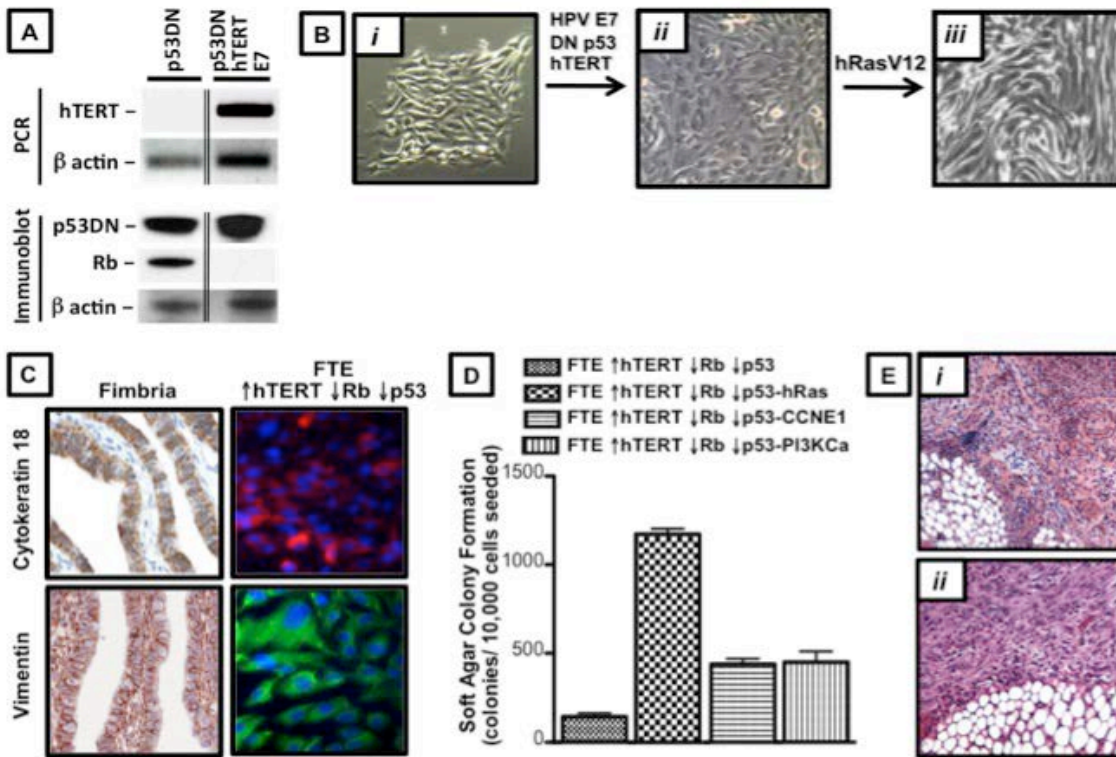 A
p53DN
p53DN
hTERT
E7
PCR
hTERT –
β actin –
Immunoblot
p53DN –
Rb –
β actin –
B
i
HPV E7
DN p53
hTERT
ii
hRasV12
iii
C
Fimbria
FTE
↑hTERT ↓Rb ↓p53
Cytokeratin 18
Vimentin
D
FTE ↑hTERT ↓Rb ↓p53
FTE ↑hTERT ↓Rb ↓p53-hRas
FTE ↑hTERT ↓Rb ↓p53-CCNE1
FTE ↑hTERT ↓Rb ↓p53-PI3KCa
Soft Agar Colony Formation
(colonies/ 10,000 cells seeded)
1500
1000
500
0
E
i
ii